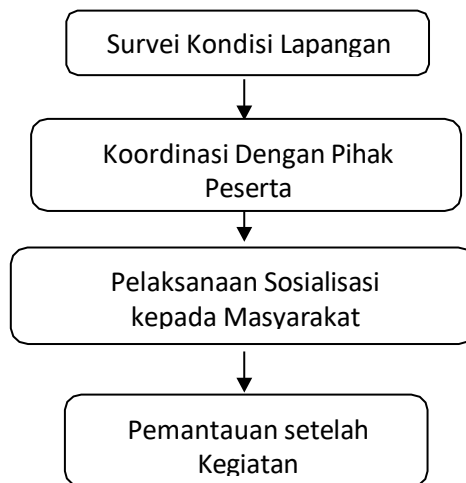 Survei Kondisi Lapangan
Koordinasi Dengan Pihak
Peserta
Pelaksanaan Sosialisasi
kepada Masyarakat
Pemantauan setelah
Kegiatan